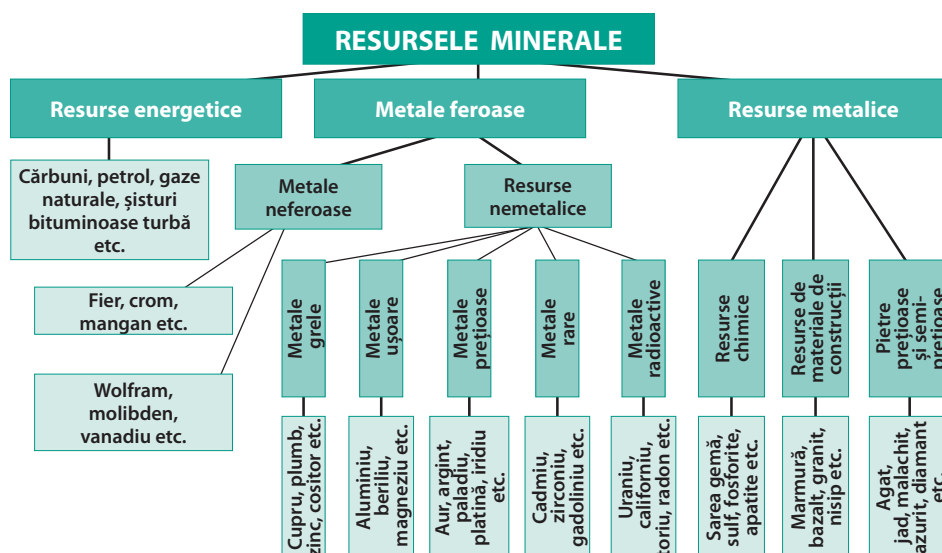 RESURSELE MINERALE
Resurse energetice
Metale feroase
Resurse metalice
Cărbuni, petrol, gaze
naturale, șisturi
bituminoase turbă
etc.
Metale
neferoase
Resurse
nemetalice
Fier, crom,
mangan etc.
Wolfram,
molibden,
vanadiu etc.
Metale
grele
Metale
ușoare
Metale
prețioase
Metale
rare
Metale
radioactive
Resurse
chimice
Resurse de
materiale de
construcții
Pietre
prețioase
și semi-
prețioase
Cupru, plumb,
zinc, cositor etc.
Aluminiu,
beriliu,
magneziu etc.
Aur, argint,
paladiu,
platină, iridiu
etc.
Cadmiu,
zirconiu,
gadoliniu etc.
Uraniu,
californiu,
toriu, radon etc.
Sarea gemă,
sulf, fosforite,
apatite etc.
Marmură,
bazalt, granit,
nisip etc.
Agat,
jad, malachit,
azurit, diamant
etc.